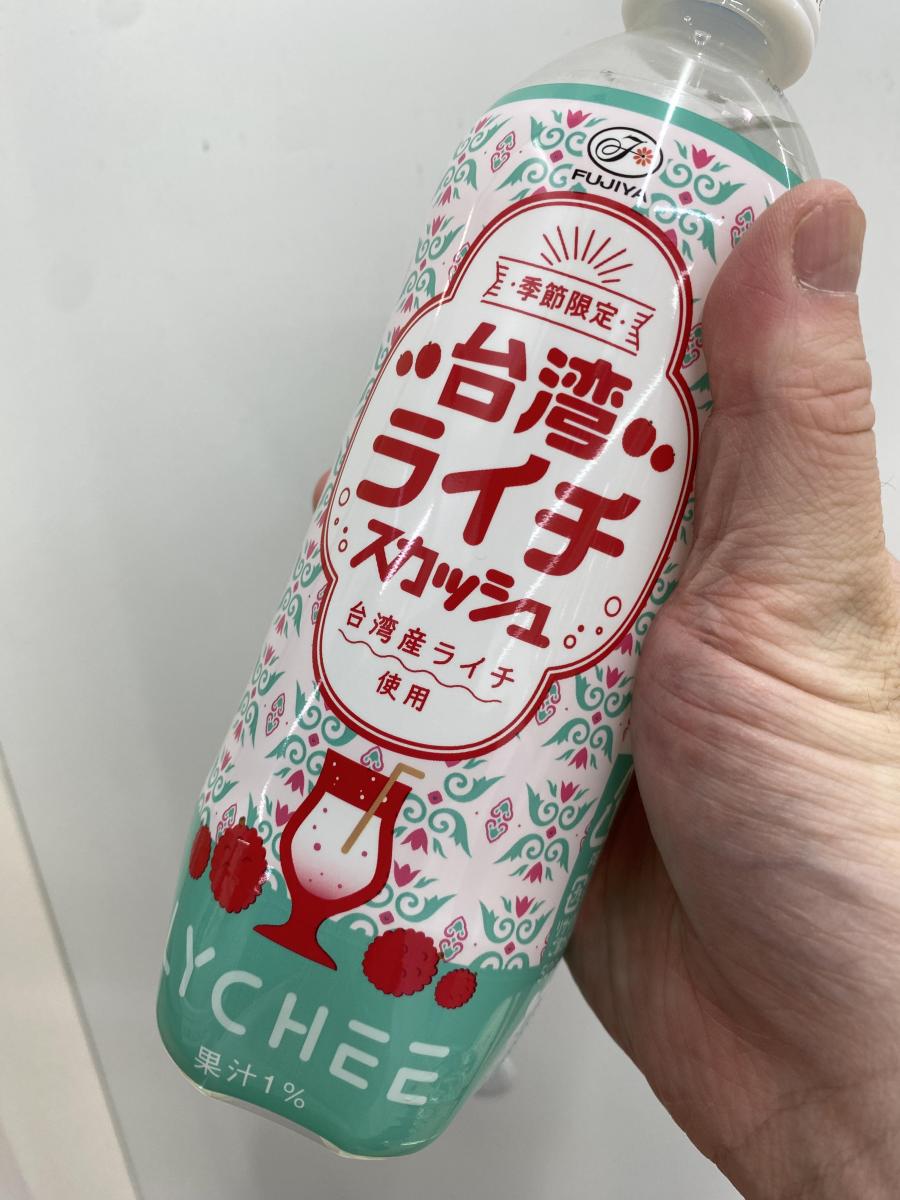 FUJIYA
季節限定
台湾
ライチ
スカッシュ
台湾産ライチ
使用
LYCHEE
果汁1%